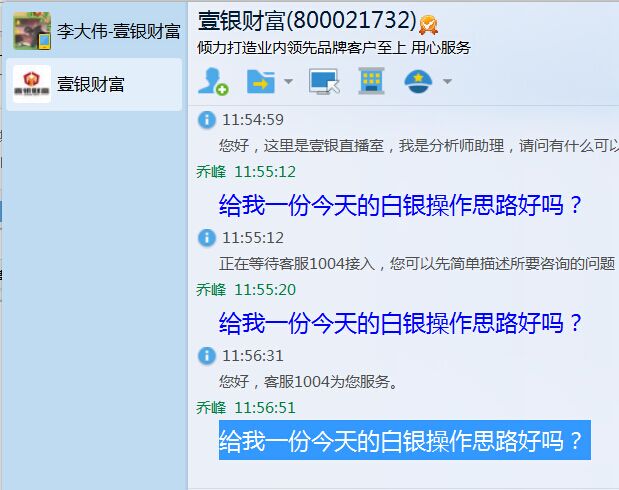 李大伟-壹银财富
壹银财富
壹银财富(800021732)
倾力打造业内领先品牌客户至上 用心服务
11:54:59
您好，这里是壹银直播室，我是分析师助理，请问有什么可以
乔峰 11:55:12
给我一份今天的白银操作思路好吗？
11:55:12
正在等待客服1004接入，您可以先简单描述所要咨询的问题
乔峰 11:55:20
给我一份今天的白银操作思路好吗？
11:56:31
您好，客服1004为您服务。
乔峰 11:56:51
给我一份今天的白银操作思路好吗？